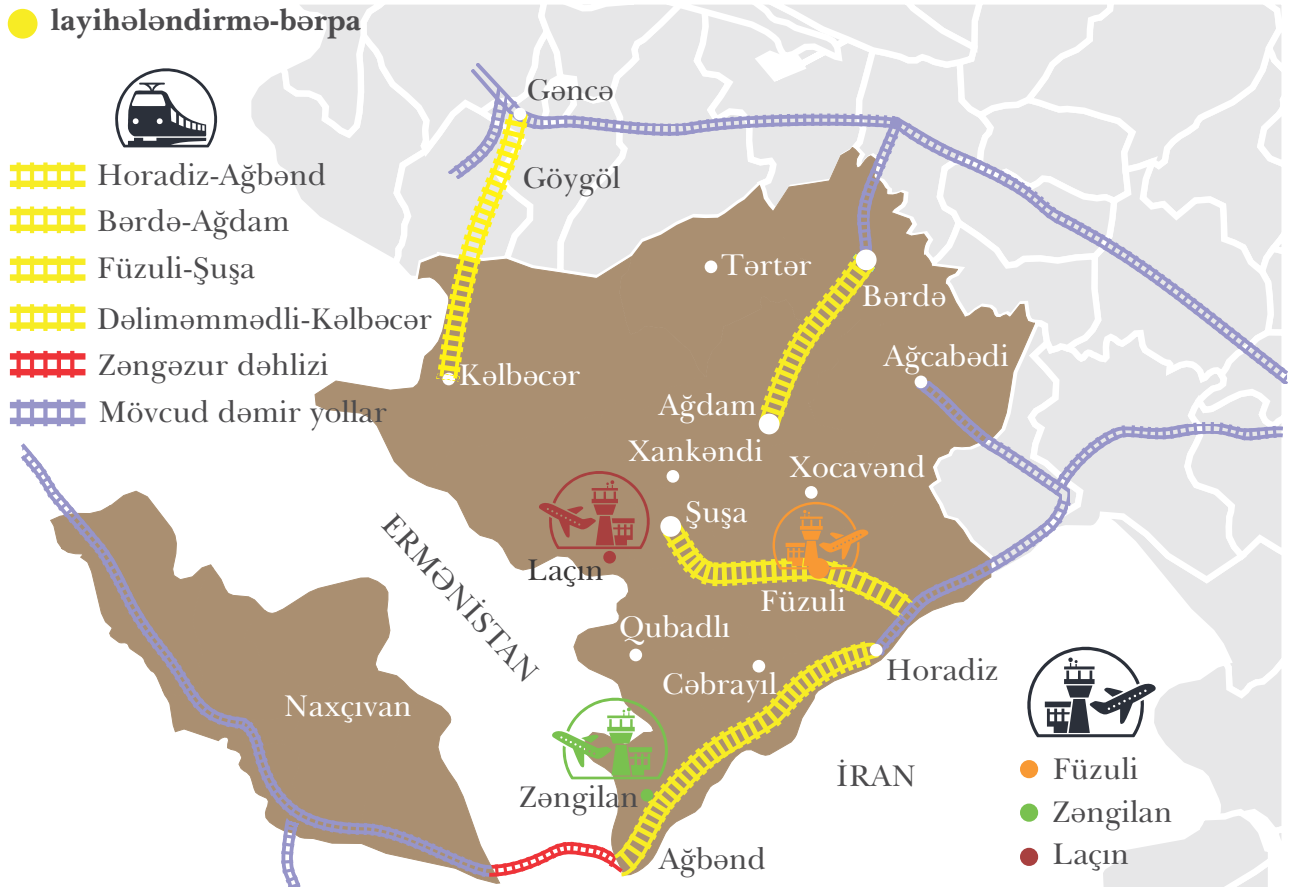 layihələndirmə-bərpa
Horadiz-Ağbənd
Bərdə-Ağdam
Füzuli-Şuşa
Dəliməmmədli-Kəlbəcər
Zəngəzur dəhlizi
Mövcud dəmir yollar
Gəncə
Göygöl
Tərtər
Bərdə
Ağcabədi
Kəlbəcər
Ağdam
Xankəndi
Xocavənd
Şuşa
Laçın
Füzuli
ERMƏNİSTAN
Qubadlı
Cəbrayıl
Horadiz
Naxçıvan
Zəngilan
İRAN
Ağbənd
Füzuli
Zəngilan
Laçın